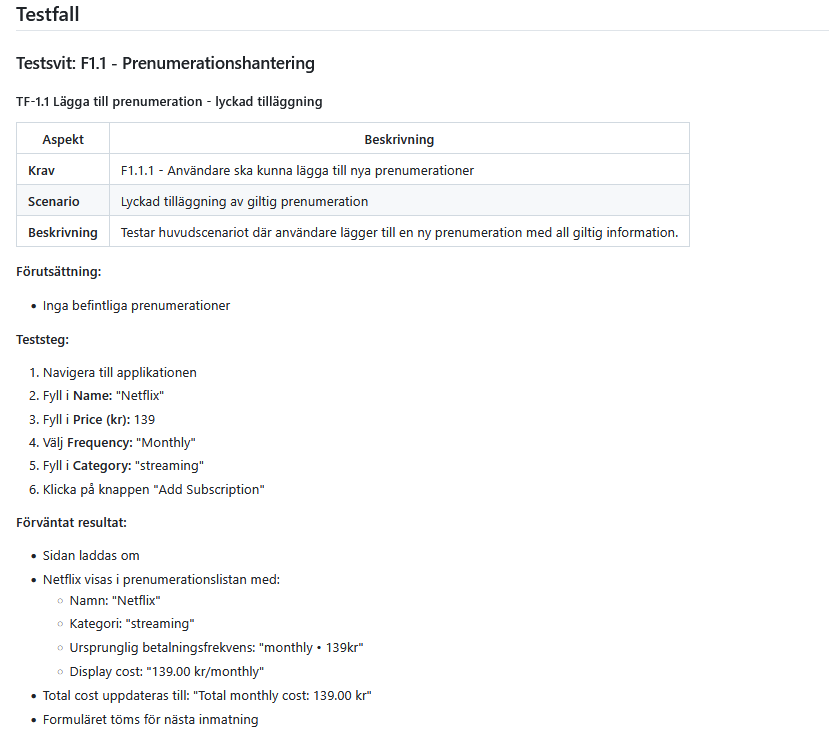 Testfall
Testsvit: F1.1 - Prenumerationshantering
TF-1.1 Lägga till prenumeration - lyckad tilläggning
Aspekt Beskrivning
Krav F1.1.1 - Användare ska kunna lägga till nya prenumerationer
Scenario Lyckad tilläggning av giltig prenumeration
Beskrivning Testar huvudscenariot där användare lägger till en ny prenumeration med all giltig information.
Förutsättning:
• Inga befintliga prenumerationer
Teststeg:
1. Navigera till applikationen
2. Fyll i Name: "Netflix"
3. Fyll i Price (kr): 139
4. Välj Frequency: "Monthly"
5. Fyll i Category: "streaming"
6. Klicka på knappen "Add Subscription"
Förväntat resultat:
• Sidan laddas om
• Netflix visas i prenumerationslistan med:
○ Namn: "Netflix"
○ Kategori: "streaming"
○ Ursprunglig betalningsfrekvens: "monthly • 139kr"
○ Display cost: "139.00 kr/monthly"
• Total cost uppdateras till: "Total monthly cost: 139.00 kr"
• Formuläret töms för nästa inmatning